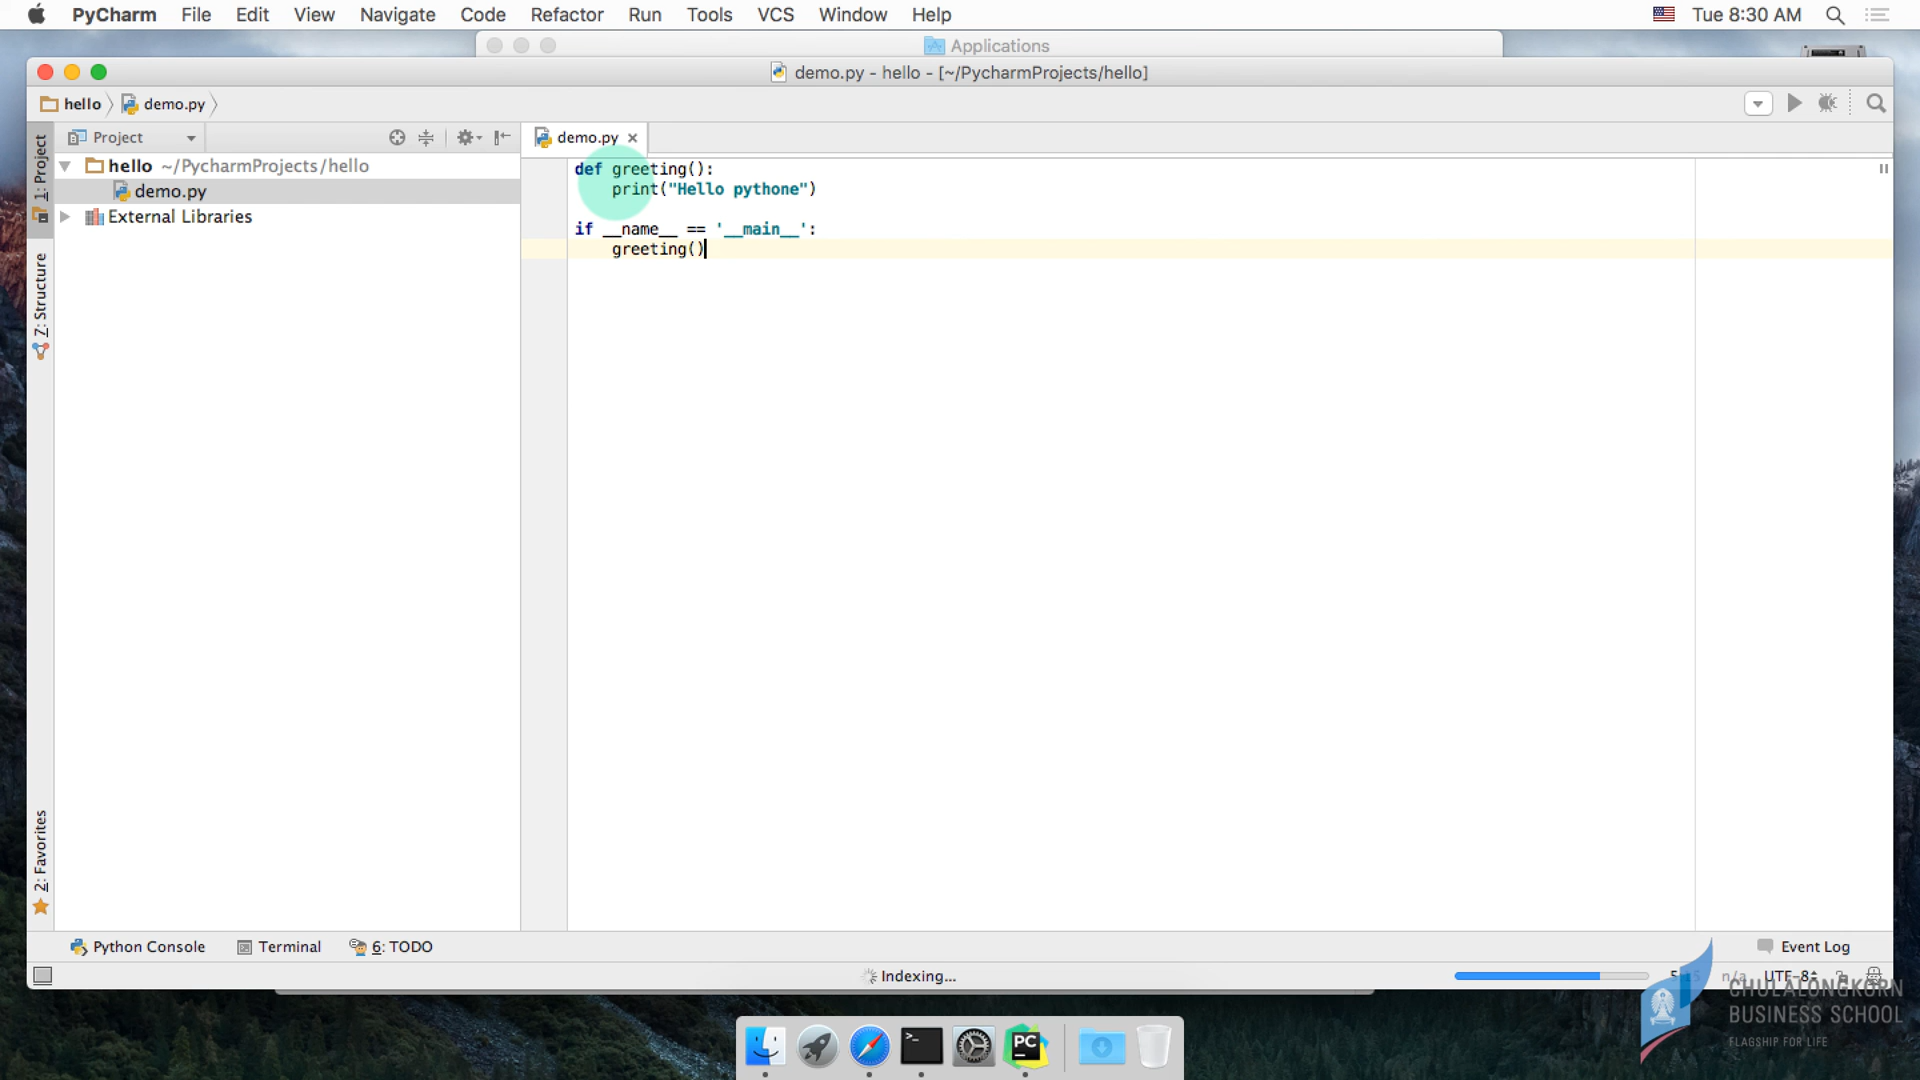 PyCharm File Edit View Navigate Code Refactor Run Tools VCS Window Help Tue 8:30 AM
Applications
demo.py - hello - [~/PycharmProjects/hello]
hello demo.py
1: Project
Project
demo.py
hello ~/PycharmProjects/hello
demo.py
External Libraries
def greeting():
print("Hello pythone")
if __name__ == '__main__':
greeting()
Z: Structure
2: Favorites
Python Console Terminal 6: TODO Event Log
Indexing... n/a UTF-8
CHULALONGKORN
BUSINESS SCHOOL
FLAGSHIP FOR LIFE
>_
PC